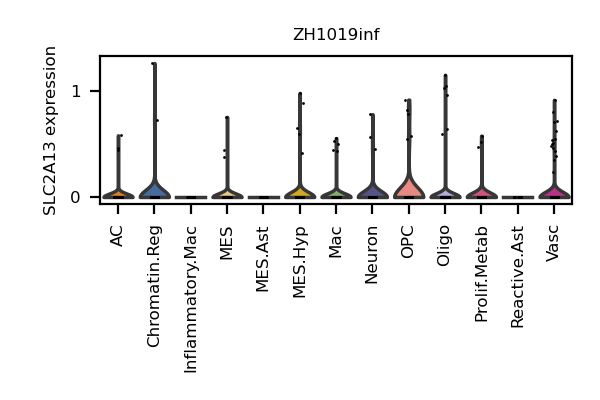 ZH1019inf
SLC2A13 expression
1
0
AC
Chromatin.Reg
Inflammatory.Mac
MES
MES.Ast
MES.Hyp
Mac
Neuron
OPC
Oligo
Prolif.Metab
Reactive.Ast
Vasc